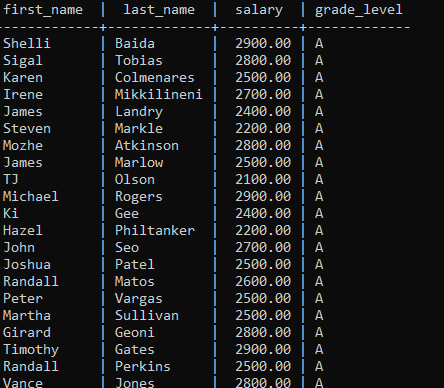 first_name | last_name | salary | grade_level
Shelli | Baida | 2900.00 | A
Sigal | Tobias | 2800.00 | A
Karen | Colmenares | 2500.00 | A
Irene | Mikkilineni | 2700.00 | A
James | Landry | 2400.00 | A
Steven | Markle | 2200.00 | A
Mozhe | Atkinson | 2800.00 | A
James | Marlow | 2500.00 | A
TJ | Olson | 2100.00 | A
Michael | Rogers | 2900.00 | A
Ki | Gee | 2400.00 | A
Hazel | Philtanker | 2200.00 | A
John | Seo | 2700.00 | A
Joshua | Patel | 2500.00 | A
Randall | Matos | 2600.00 | A
Peter | Vargas | 2500.00 | A
Martha | Sullivan | 2500.00 | A
Girard | Geoni | 2800.00 | A
Timothy | Gates | 2900.00 | A
Randall | Perkins | 2500.00 | A
Vance | Jones | 2800.00 | A